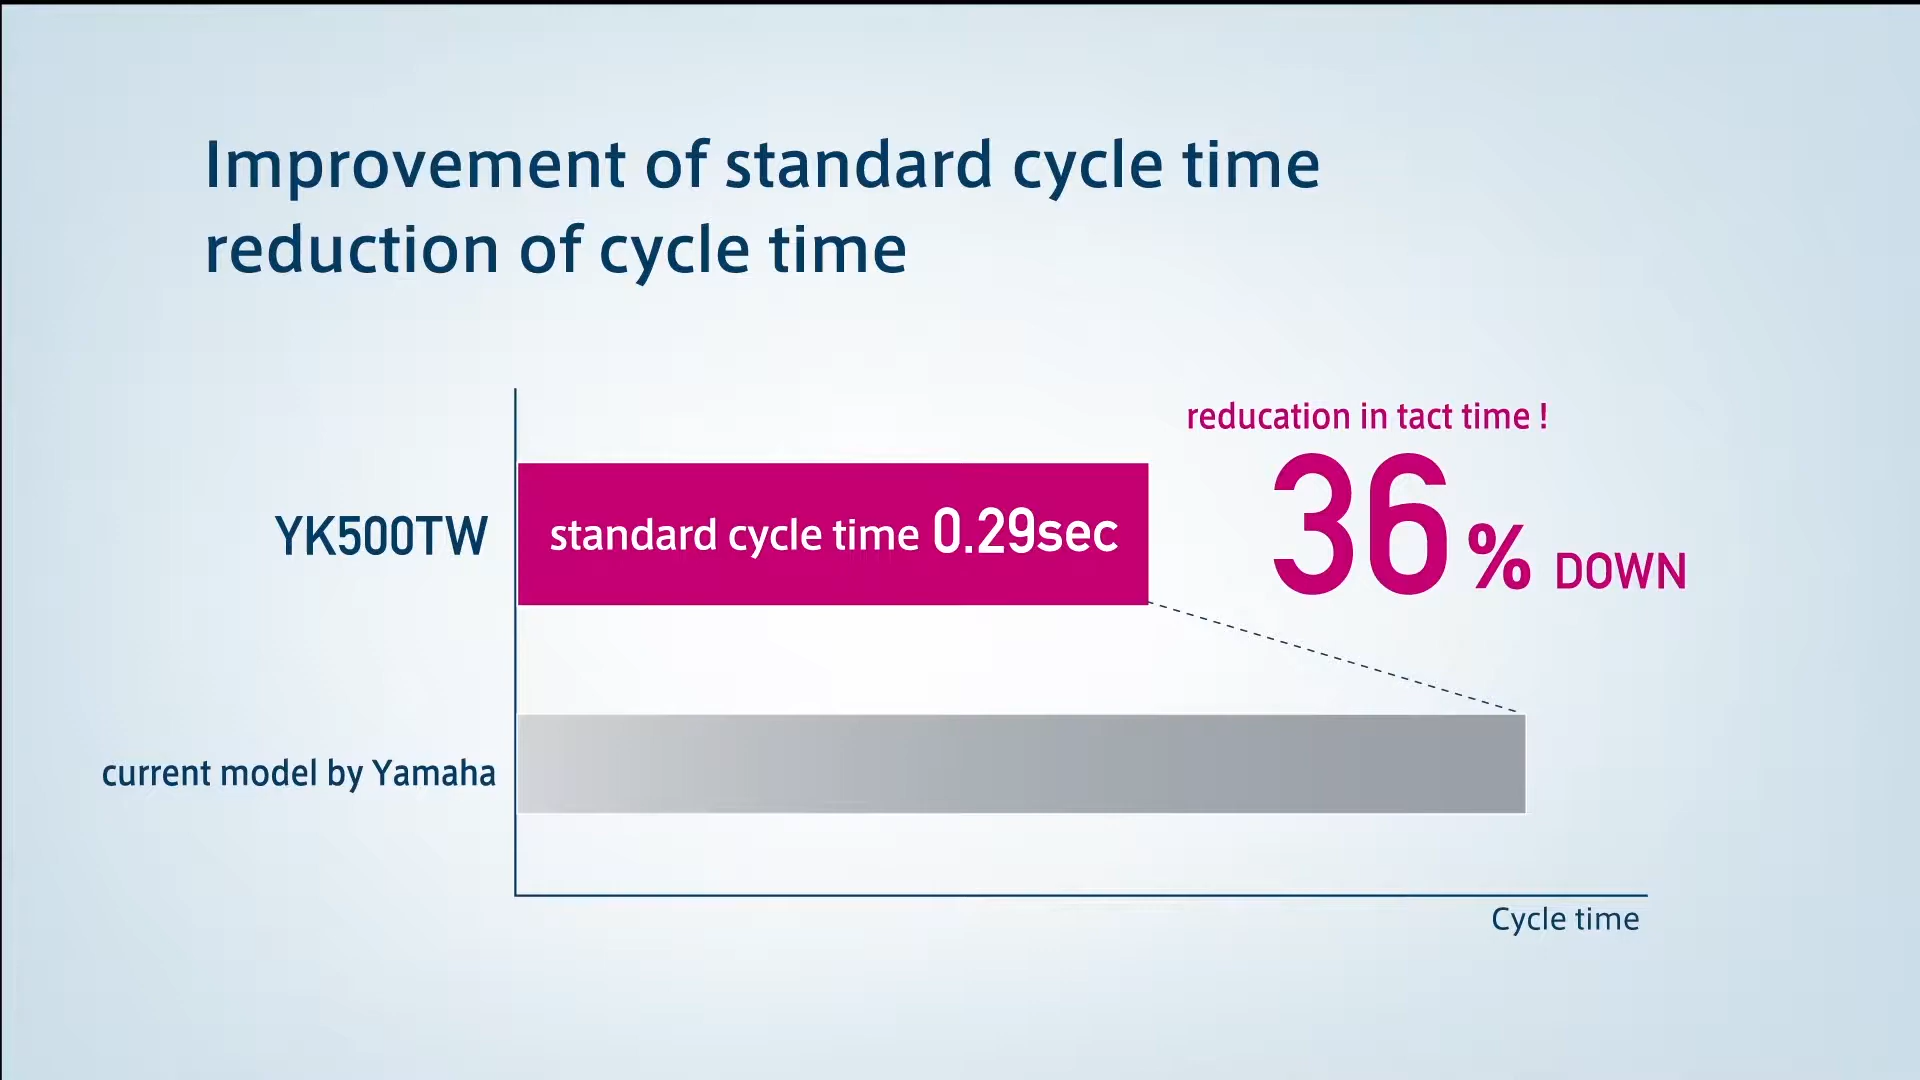 Improvement of standard cycle time
reduction of cycle time
reducation in tact time !
36% DOWN
YK500TW
standard cycle time 0.29sec
current model by Yamaha
Cycle time